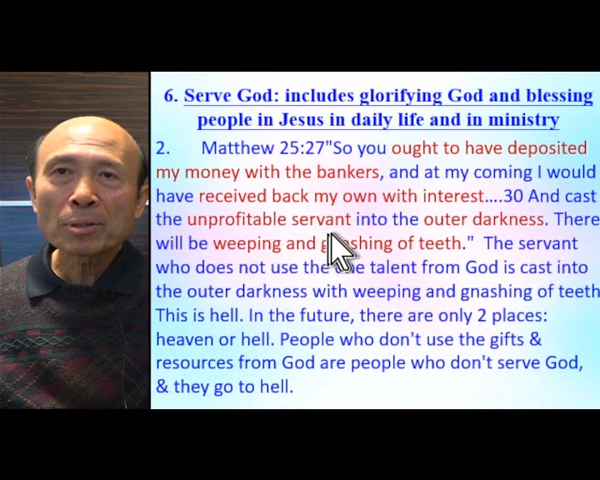 6. Serve God: includes glorifying God and blessing
people in Jesus in daily life and in ministry
2. Matthew 25:27"So you ought to have deposited
my money with the bankers, and at my coming I would
have received back my own with interest….30 And cast
the unprofitable servant into the outer darkness. There
will be weeping and gnashing of teeth." The servant
who does not use the the talent from God is cast into
the outer darkness with weeping and gnashing of teeth
This is hell. In the future, there are only 2 places:
heaven or hell. People who don't use the gifts &
resources from God are people who don't serve God,
& they go to hell.